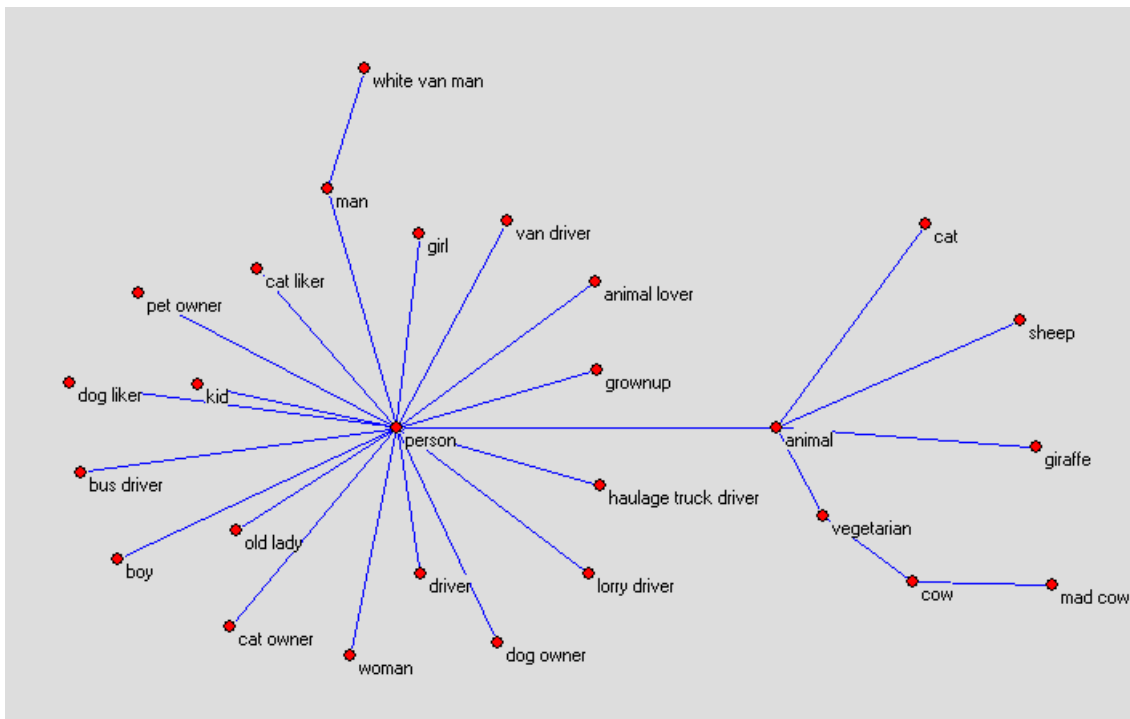 white van man
man
girl
van driver
cat
cat liker
animal lover
pet owner
sheep
grownup
dog liker
kid
person
animal
giraffe
bus driver
haulage truck driver
vegetarian
old lady
boy
driver
lorry driver
cow
mad cow
cat owner
dog owner
woman